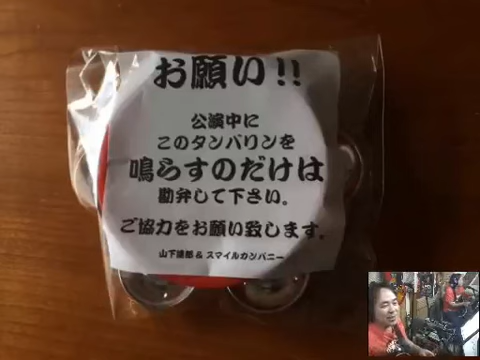 お願い!!
公演中に
このタンバリンを
鳴らすのだけは
勘弁して下さい。
ご協力をお願い致します。
山下達郎 & スマイルカンパニー